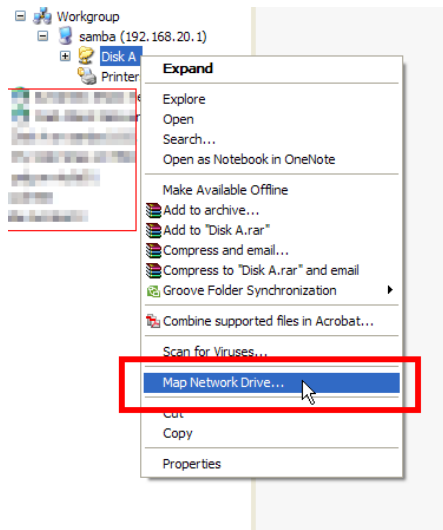 Workgroup
samba (192.168.20.1)
Disk A
Printer
Expand
Explore
Open
Search...
Open as Notebook in OneNote
Make Available Offline
Add to archive...
Add to "Disk A.rar"
Compress and email...
Compress to "Disk A.rar" and email
Groove Folder Synchronization
Combine supported files in Acrobat...
Scan for Viruses...
Map Network Drive...
Cut
Copy
Properties